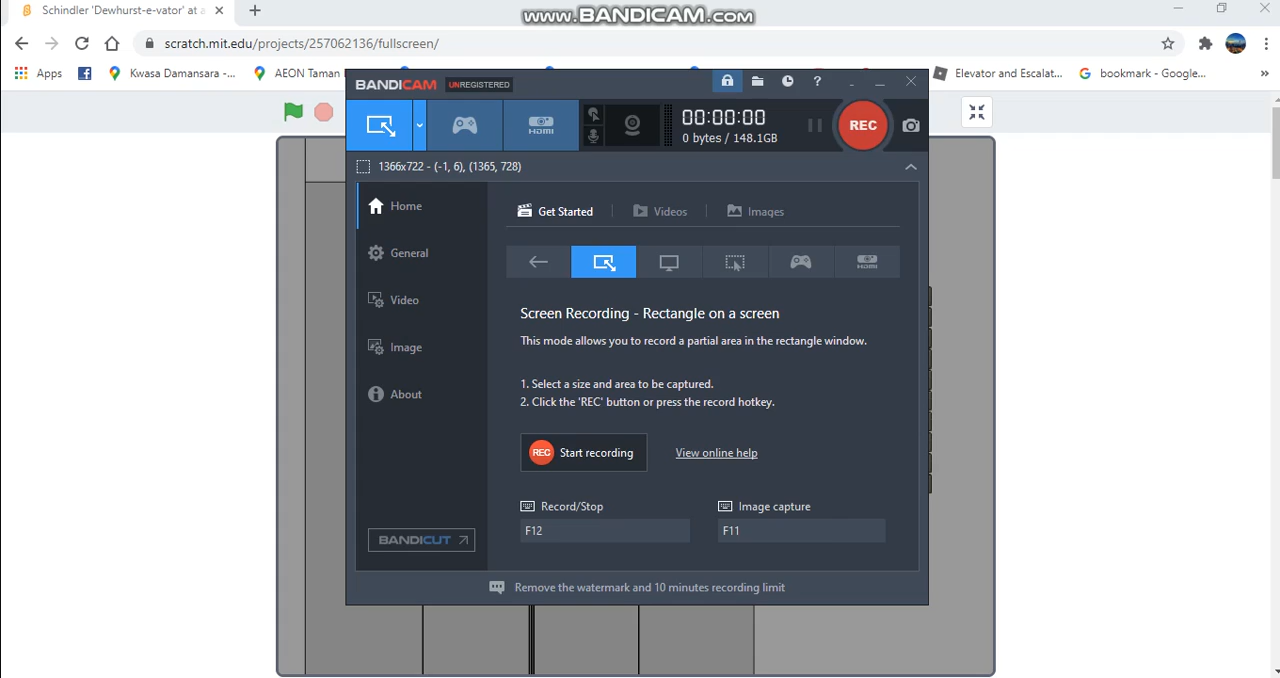 Schindler 'Dewhurst-e-vator' at a
www.BANDICAM.com
scratch.mit.edu/projects/257062136/fullscreen/
Apps
Kwasa Damansara -...
AEON Taman
Elevator and Escalat...
bookmark - Google...
»
BANDICAM UNREGISTERED
?
HDMI
00:00:00
0 bytes / 148.1GB
REC
1366x722 - (-1, 6), (1365, 728)
Home
General
Video
Image
About
BANDICUT
Get Started
Videos
Images
HDMI
Screen Recording - Rectangle on a screen
This mode allows you to record a partial area in the rectangle window.
1. Select a size and area to be captured.
2. Click the 'REC' button or press the record hotkey.
REC Start recording
View online help
Record/Stop
Image capture
F12
F11
Remove the watermark and 10 minutes recording limit